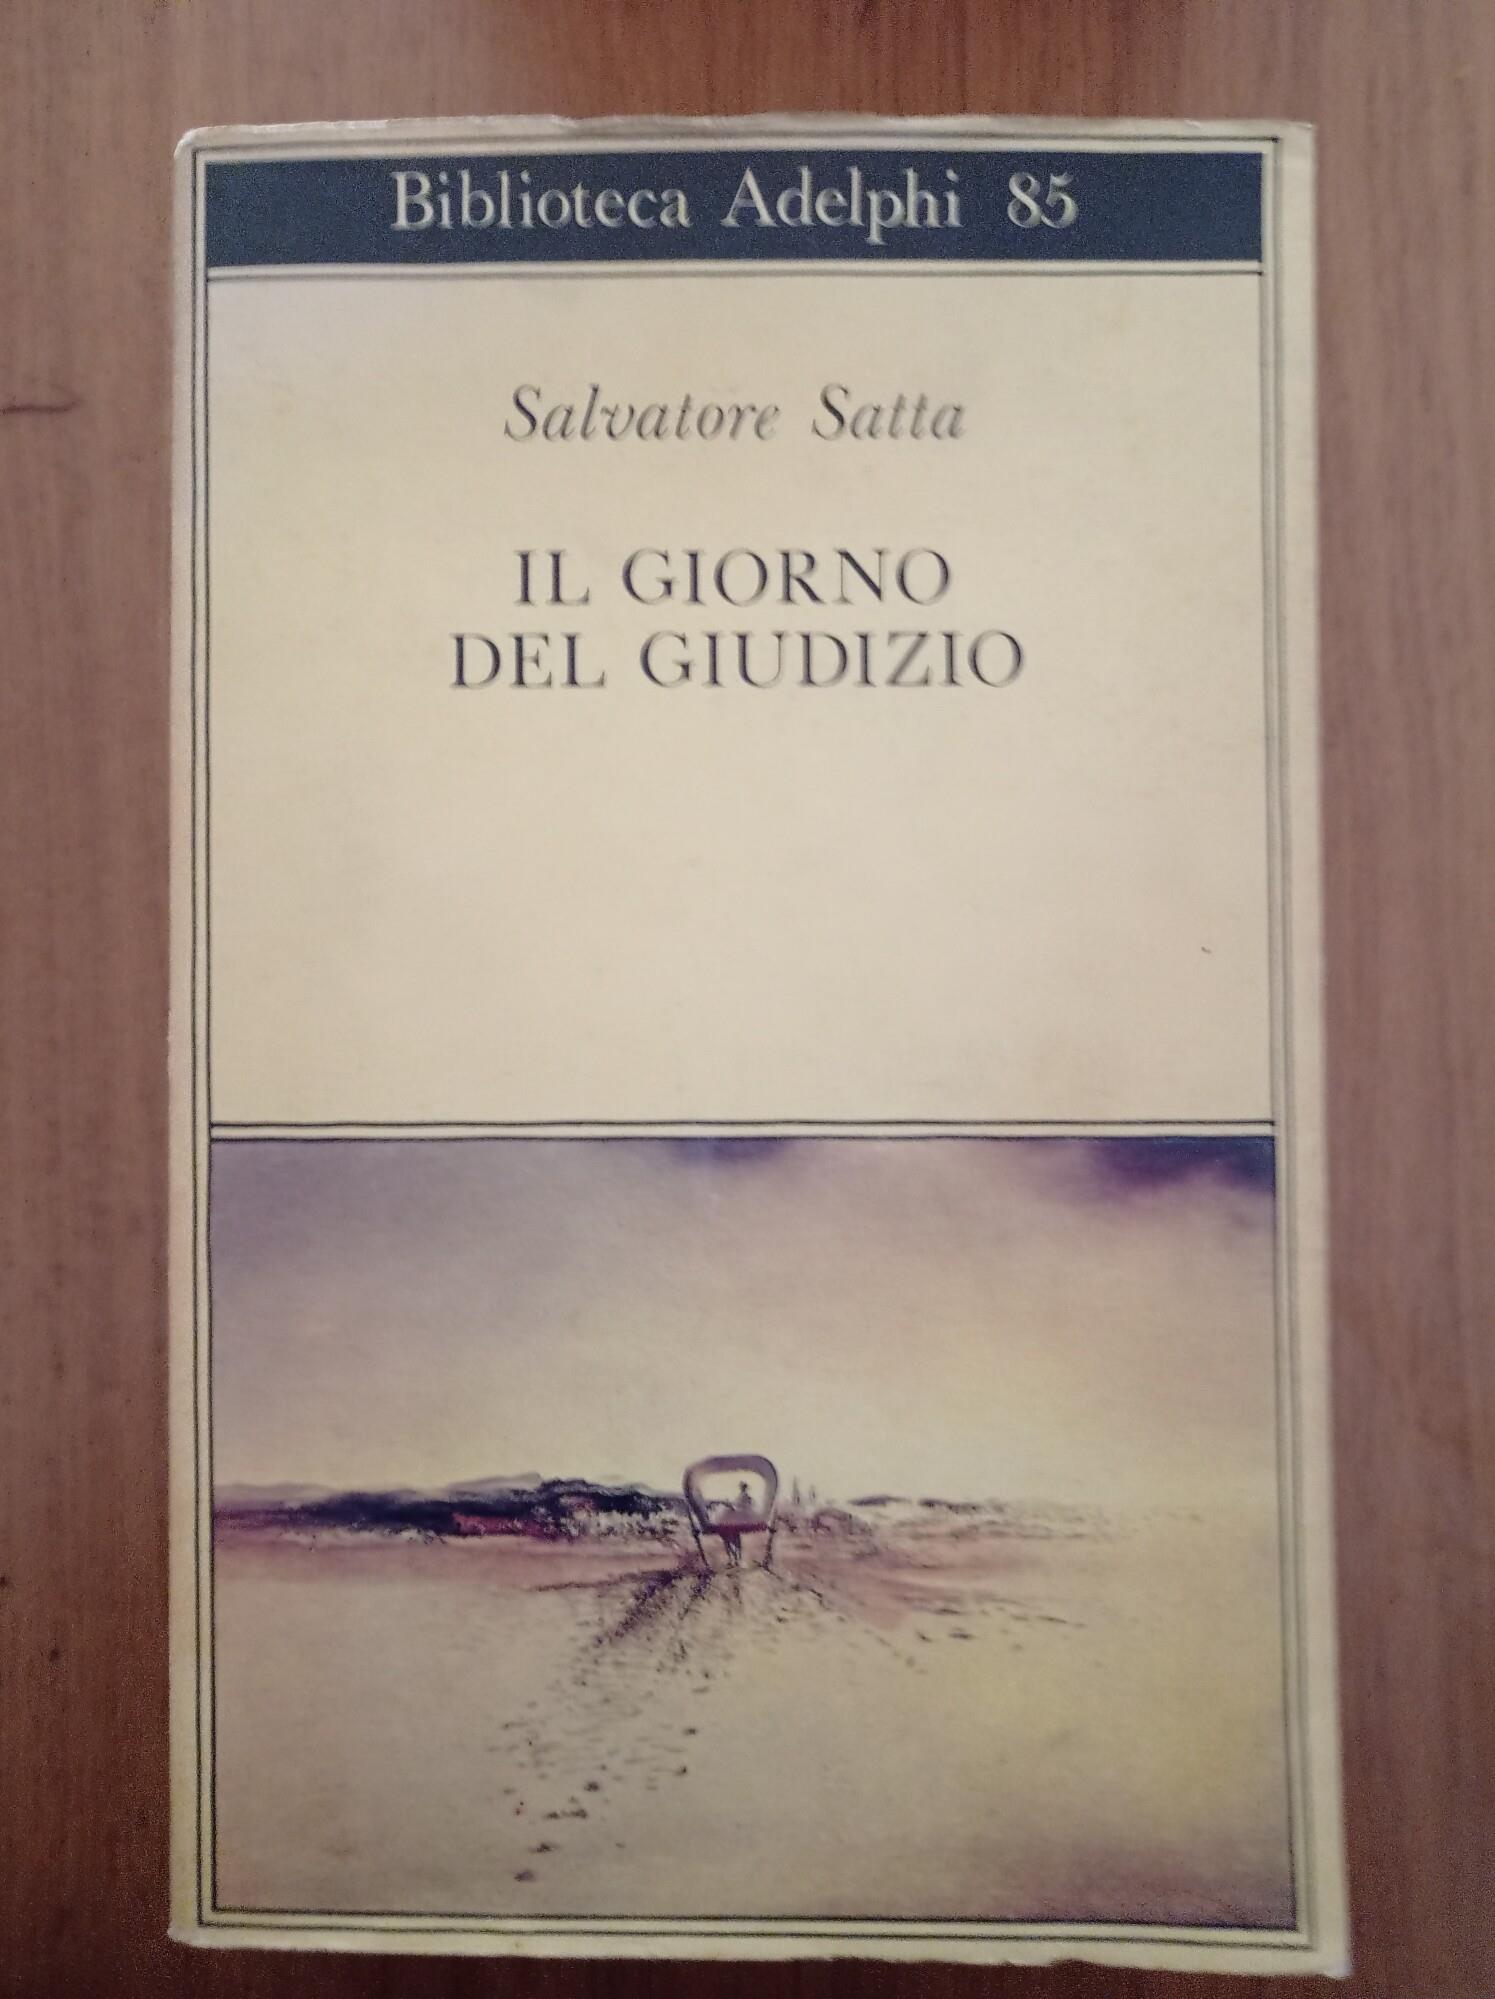 Biblioteca Adelphi 85
Salvatore Satta
IL GIORNO
DEL GIUDIZIO